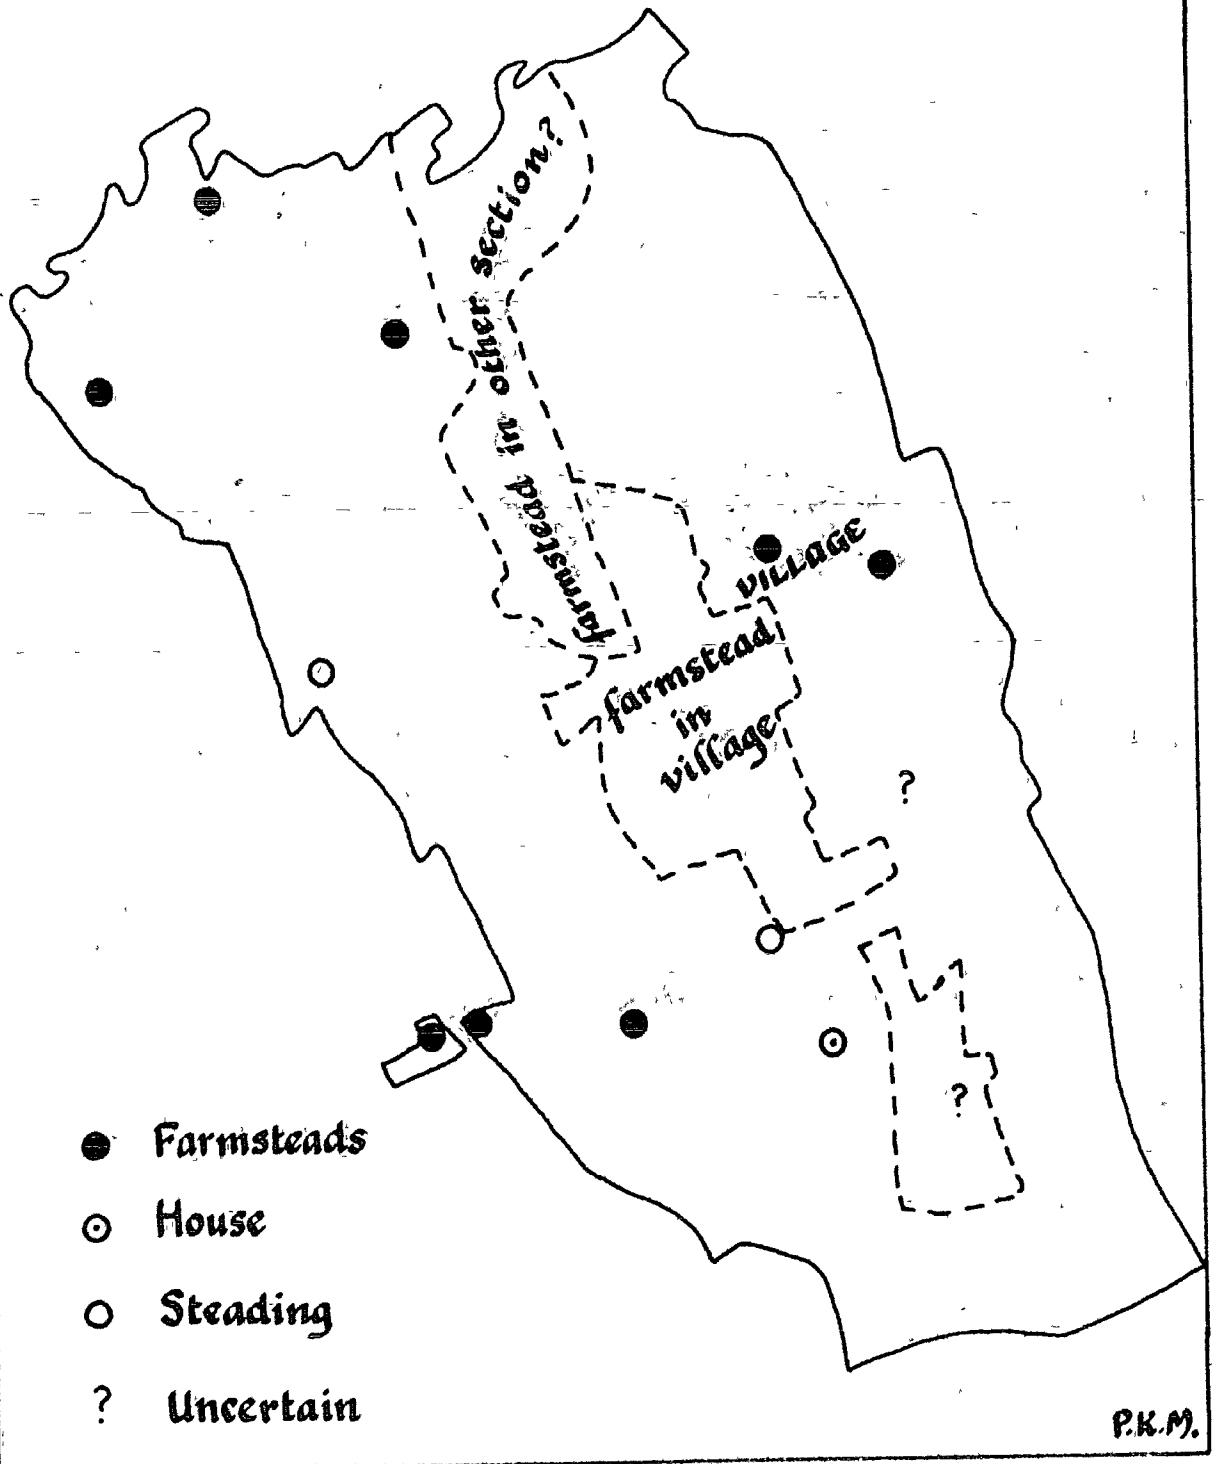 farmstead in other section?
VILLAGE
farmstead
in
village
?
?
Farmsteads
House
Steading
? Uncertain
P.K.M.